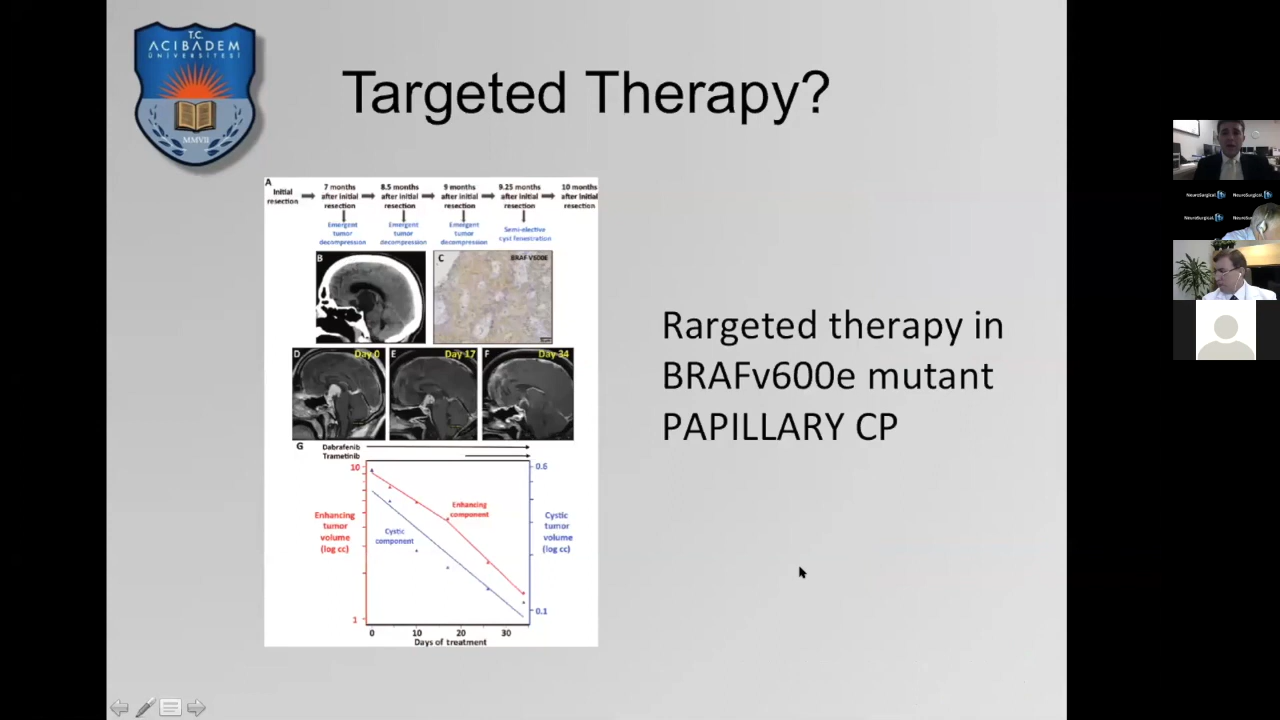 T.C.
ACIBADEM
ÜNİVERSİTESİ
MMVII
Targeted Therapy?
A
Initial resection
7 months after initial resection
8.5 months after initial resection
9 months after initial resection
9.25 months after initial resection
10 months after initial resection
Emergent tumor decompression
Emergent tumor decompression
Emergent tumor decompression
Semi-elective cyst fenestration
B
C
BRAF-V600E
D
Day 0
E
Day 17
F
Day 34
G
Dabrafenib
Trametinib
10
1
Enhancing
tumor
volume
(log cc)
Enhancing
component
Cystic
component
0.6
0.1
Cystic
tumor
volume
(log cc)
0
10
20
30
Days of treatment
Rargeted therapy in
BRAFv600e mutant
PAPILLARY CP
NeuroSurgical
NeuroSurgical
NeuroSurgical
NeuroSurgical